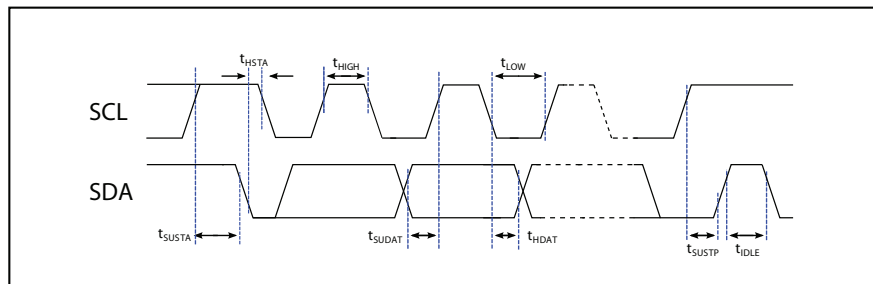 tHSTA
tHIGH
tLOW
SCL
SDA
tSUSTA
tSUDAT
tHDAT
tSUSTP
tIDLE